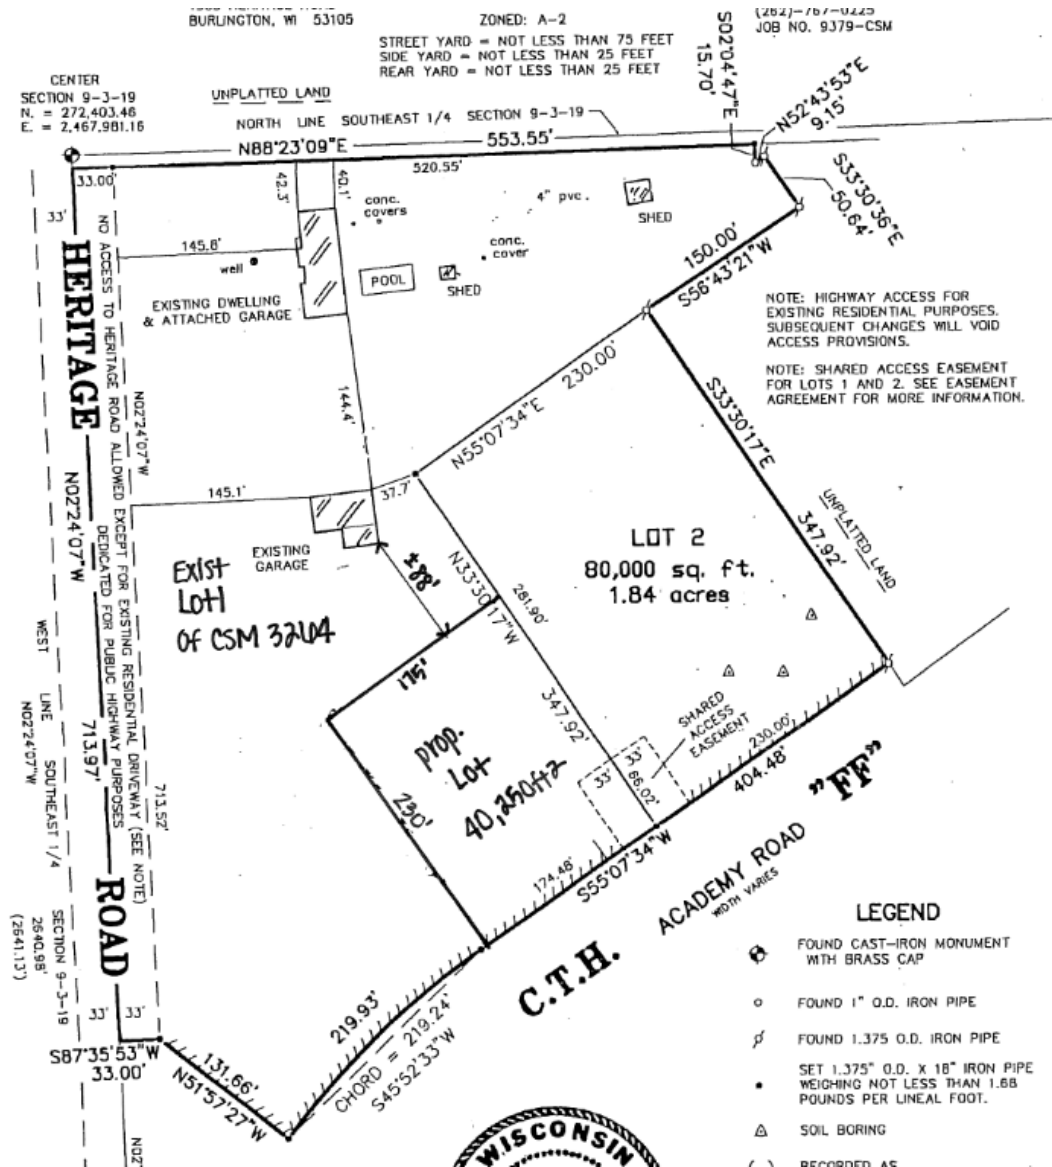 BURLINGTON, WI 53105
ZONED: A-2
(262)-767-0225
JOB NO. 9379-CSM
STREET YARD = NOT LESS THAN 75 FEET
SIDE YARD = NOT LESS THAN 25 FEET
REAR YARD = NOT LESS THAN 25 FEET
CENTER
SECTION 9-3-19
N. = 272,403.46
E. = 2,467,981.16
UNPLATTED LAND
NORTH LINE SOUTHEAST 1/4 SECTION 9-3-19
N88°23'09"E
553.55'
520.55'
S02°04'47"E
15.70'
N52°43'53"E
9.15'
S33°30'36"E
50.64'
33.00'
33'
42.3'
40.1'
conc.
covers
4" pvc.
SHED
conc.
cover
145.8'
well
POOL
SHED
EXISTING DWELLING
& ATTACHED GARAGE
150.00'
S56°43'21"W
NOTE: HIGHWAY ACCESS FOR
EXISTING RESIDENTIAL PURPOSES.
SUBSEQUENT CHANGES WILL VOID
ACCESS PROVISIONS.
NOTE: SHARED ACCESS EASEMENT
FOR LOTS 1 AND 2. SEE EASEMENT
AGREEMENT FOR MORE INFORMATION.
HERITAGE
ROAD
NO ACCESS TO HERITAGE ROAD ALLOWED EXCEPT FOR EXISTING RESIDENTIAL DRIVEWAY (SEE NOTE)
DEDICATED FOR PUBLIC HIGHWAY PURPOSES
N02°24'07"W
N02°24'07"W
713.97'
713.52'
144.4'
230.00'
N55°07'34"E
S33°30'17"E
347.92'
UNPLATTED LAND
145.1'
37.7'
EXISTING
GARAGE
Exist
Lot 1
Of CSM 3264
±88'
N33°30'17"W
281.90'
347.92'
LOT 2
80,000 sq. ft.
1.84 acres
175'
prop.
Lot
40,250ft2
230'
SHARED
ACCESS
EASEMENT
33'
33'
66.02'
230.00'
404.48'
174.48'
S55°07'34"W
C.T.H.
"FF"
ACADEMY ROAD
WIDTH VARIES
WEST LINE SOUTHEAST 1/4 SECTION 9-3-19
N02°24'07"W
2640.98'
(2641.13')
33'
33'
S87°35'53"W
33.00'
131.66'
N51°57'27"W
219.93'
CHORD = 219.24'
S45°52'33"W
N02°
WISCONSIN
LEGEND
FOUND CAST-IRON MONUMENT
WITH BRASS CAP
FOUND 1" O.D. IRON PIPE
FOUND 1.375 O.D. IRON PIPE
SET 1.375" O.D. X 18" IRON PIPE
WEIGHING NOT LESS THAN 1.68
POUNDS PER LINEAL FOOT.
SOIL BORING
RECORDED AS